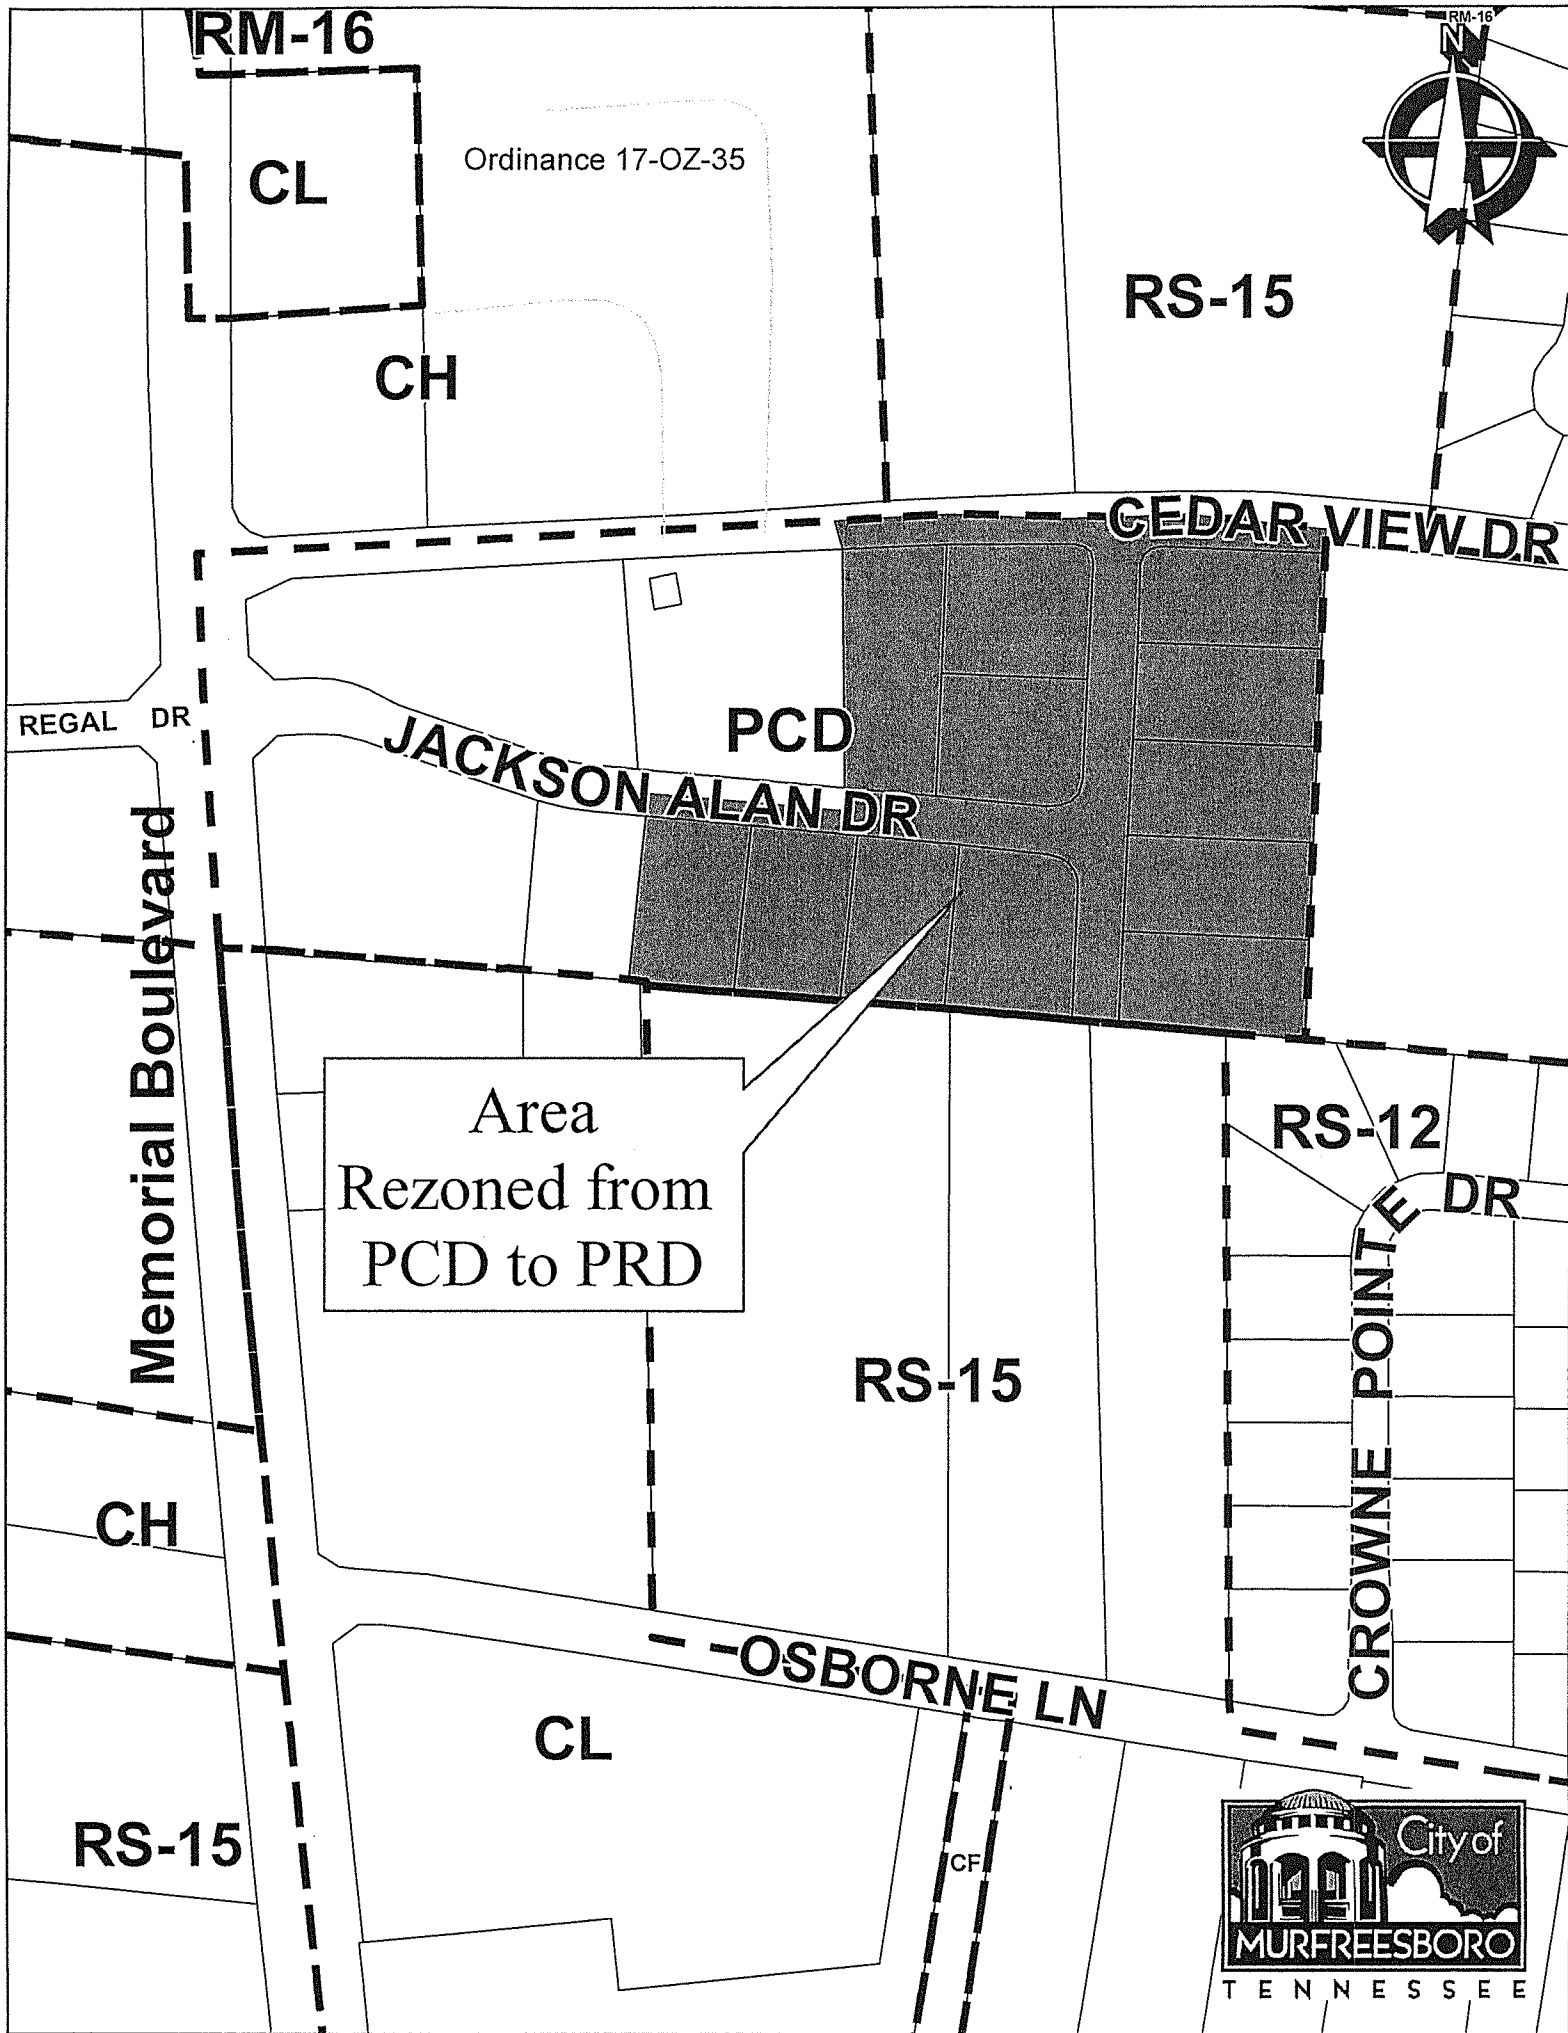 RM-16
RM-16
N
CL
Ordinance 17-OZ-35
RS-15
CH
CEDAR VIEW DR
REGAL DR
PCD
JACKSON ALAN DR
Memorial Boulevard
Area
Rezoned from
PCD to PRD
RS-12
CROWNE POINTE DR
RS-15
CH
OSBORNE LN
CL
RS-15
CF
City of
MURFREESBORO
TENNESSEE